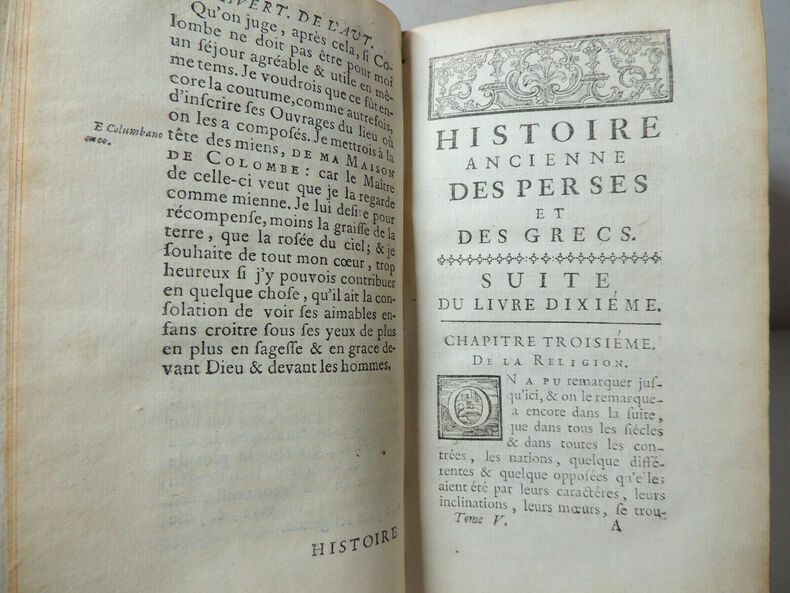 AVERT. DE L'AUT.
Qu'on juge, après cela, si Co-
lombe ne doit pas être pour moi
un ſéjour agréable & utile en mê-
me tems. Je voudrois que ce fût en-
core la coutume, comme autrefois,
d'inſcrire ſes Ouvrages du lieu où
on les a compoſés. Je mettrois à la
tête des miens, DE MA MAISON
DE COLOMBE : car le Maître
de celle-ci veut que je la regarde
comme mienne. Je lui deſire pour
récompenſe, moins la graiſſe de la
terre, que la roſée du ciel ; & je
ſouhaite de tout mon cœur, trop
heureux ſi j'y pouvois contribuer
en quelque choſe, qu'il ait la con-
ſolation de voir ſes aimables en-
fans croitre ſous ſes yeux de plus
en plus en ſageſſe & en grace de-
vant Dieu & devant les hommes.
E Columbano
HISTOIRE
HISTOIRE
ANCIENNE
DES PERSES
ET
DES GRECS.
SUITE
DU LIVRE DIXIÉME.
CHAPITRE TROISIÉME.
DE LA RELIGION.
ON A PU remarquer juſ-
qu'ici, & on le remarque-
a encore dans la ſuite,
que dans tous les ſiécles
& dans toutes les con-
trées, les nations, quelque diffé-
rentes & quelque oppoſées qu'elles
aient été par leurs caractéres, leurs
inclinations, leurs mœurs, ſe trou-
Tome V. A